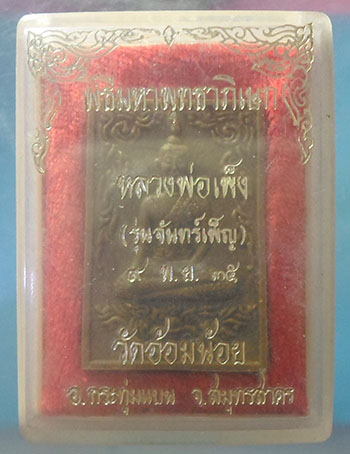 พิธีมหาพุทธาภิเษก
หลวงพ่อเพ็ง
(รุ่นจันทร์เพ็ญ)
๙ พ.ย. ๓๕
วัดอ้อมน้อย
อ.กระทุ่มแบน จ.สมุทรสาคร